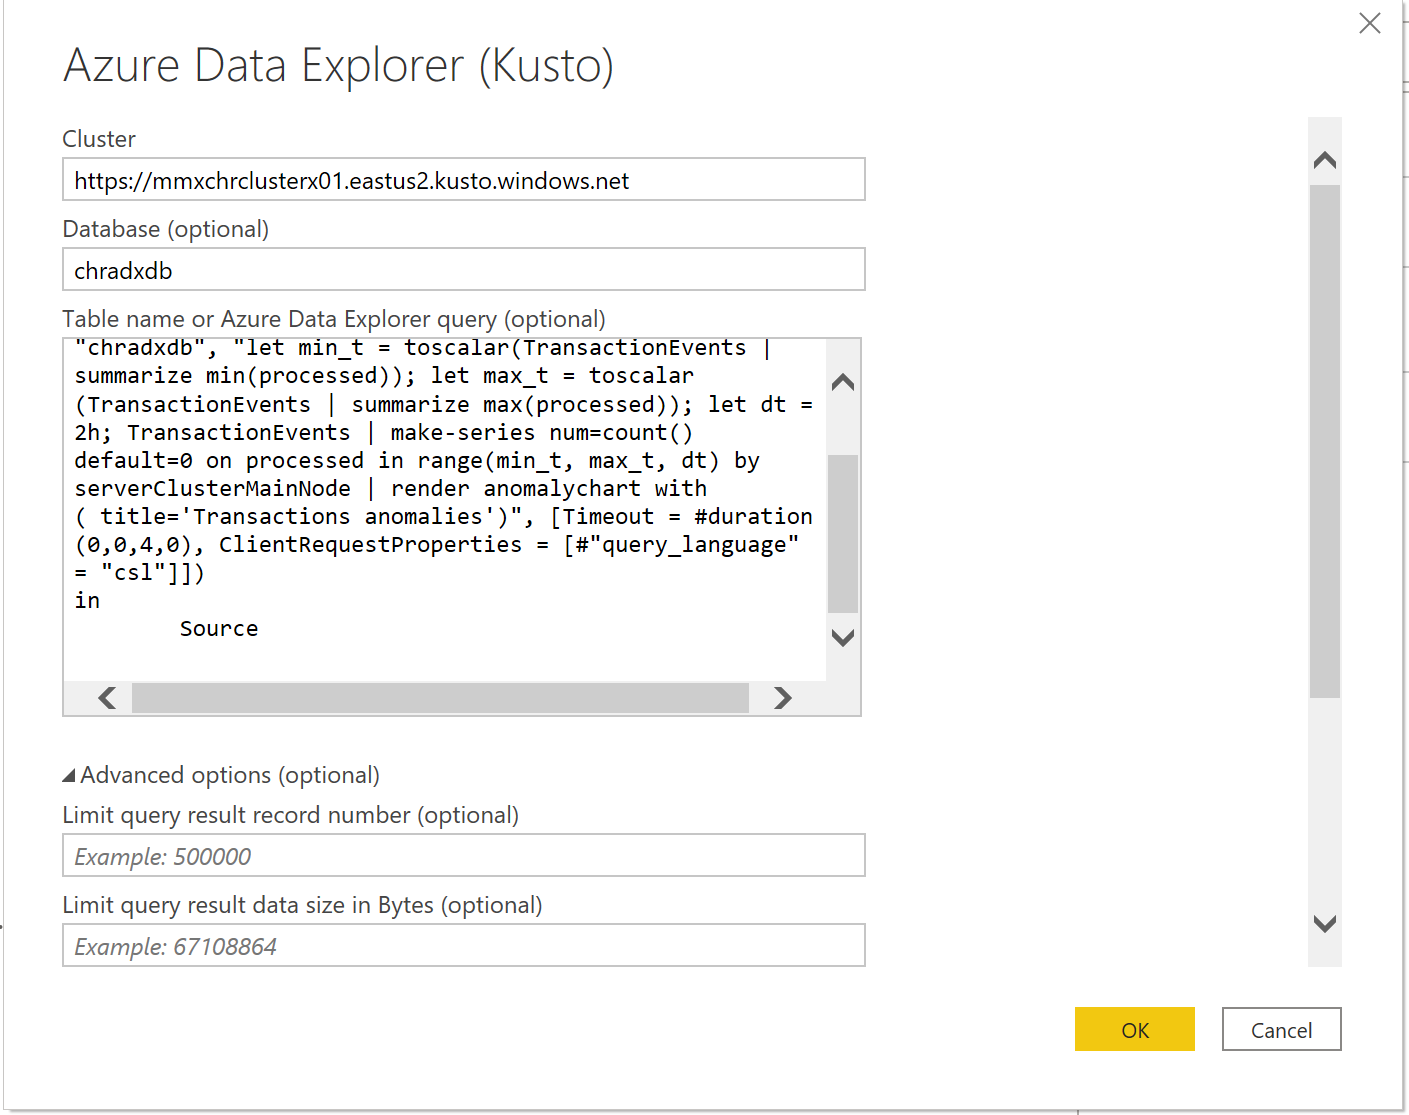 Azure Data Explorer (Kusto)
Cluster
https://mmxchrclusterx01.eastus2.kusto.windows.net
Database (optional)
chradxdb
Table name or Azure Data Explorer query (optional)
"chradxdb", "let min_t = toscalar(TransactionEvents |
summarize min(processed)); let max_t = toscalar
(TransactionEvents | summarize max(processed)); let dt =
2h; TransactionEvents | make-series num=count()
default=0 on processed in range(min_t, max_t, dt) by
serverClusterMainNode | render anomalychart with
( title='Transactions anomalies')", [Timeout = #duration
(0,0,4,0), ClientRequestProperties = [#"query_language"
= "csl"]])
in
Source
Advanced options (optional)
Limit query result record number (optional)
Example: 500000
Limit query result data size in Bytes (optional)
Example: 67108864
OK
Cancel